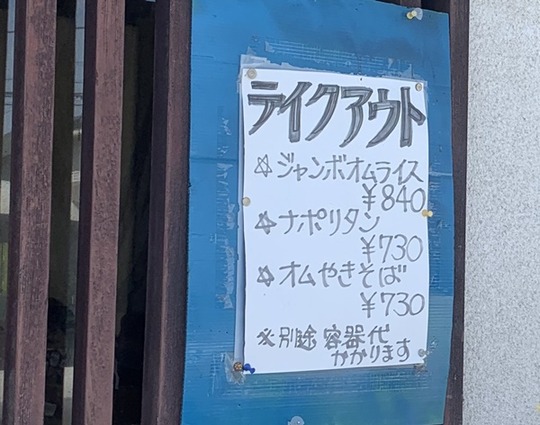 テイクアウト
☆ジャンボオムライス
¥840
☆ナポリタン
¥730
☆オムやきそば
¥730
※別途 容器代
かかります